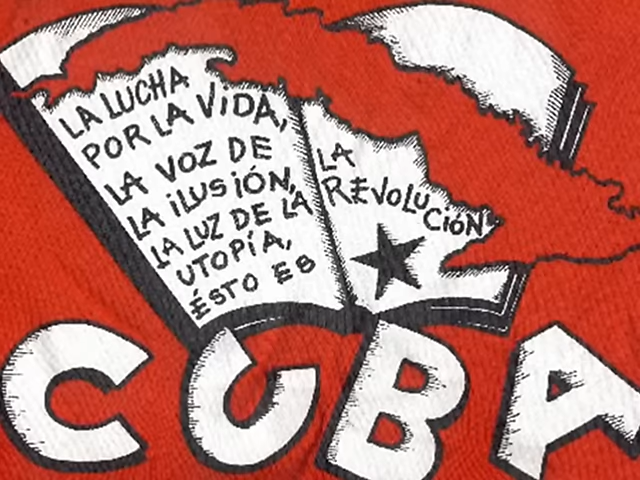 LA LUCHA
POR LA ViDA,
LA VOZ DE
LA iLUSiÓN,
LA LUZ DE LA
UTOPíA,
ÉSTO ES
LA
REVOLUCiÓN
CUBA